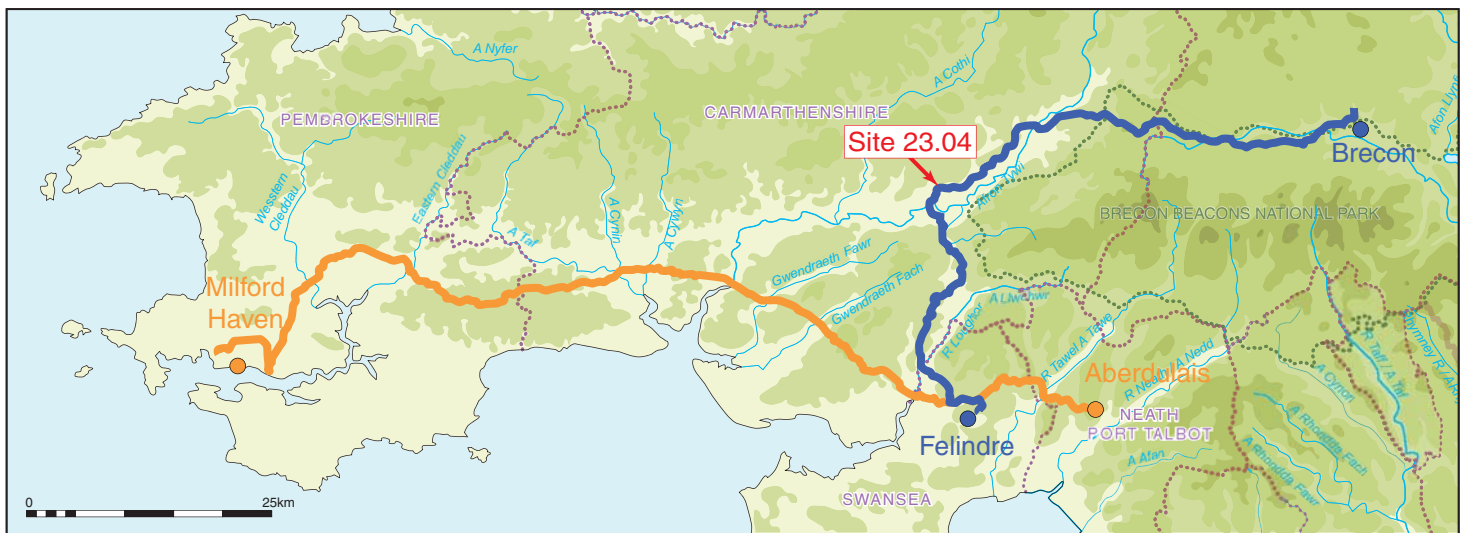 A Nyfer
A Cothi
PEMBROKESHIRE
CARMARTHENSHIRE
Site 23.04
Afon Llynfi
Brecon
Western
Cleddau
Eastern Cleddau
A Taf
A Cynin
A Cywyn
Afon Tywi
BRECON BEACONS NATIONAL PARK
Gwendraeth Fawr
Gwendraeth Fach
Milford
Haven
A Llwchwr
R Loughor
R Tawe/ A Tawe
R Neath / A Nedd
Aberdulais
NEATH
PORT TALBOT
Felindre
A Afan
SWANSEA
R Taff / A Taf
A Cynon
A Rhondda Fach
A Rhondda Fawr
0
25km